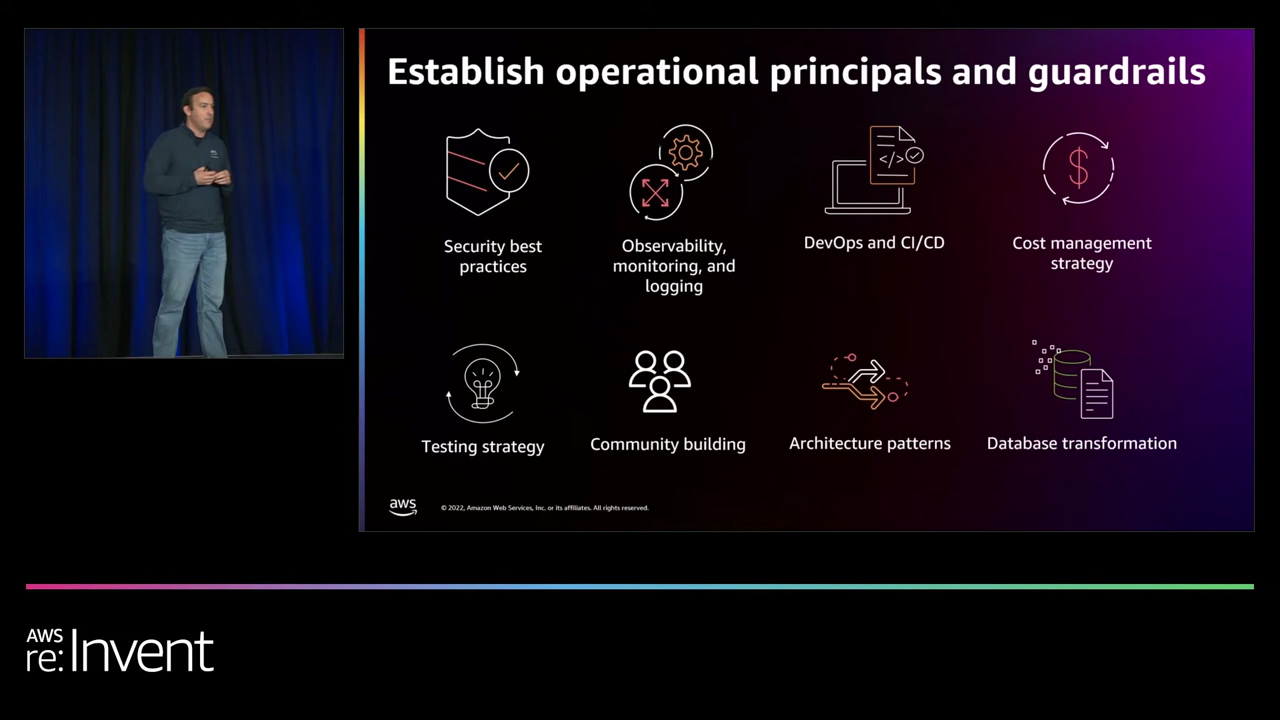 Establish operational principals and guardrails
Security best
practices
Observability,
monitoring, and
logging
DevOps and CI/CD
Cost management
strategy
Testing strategy
Community building
Architecture patterns
Database transformation
aws
© 2022, Amazon Web Services, Inc. or its affiliates. All rights reserved.
AWS
re:Invent